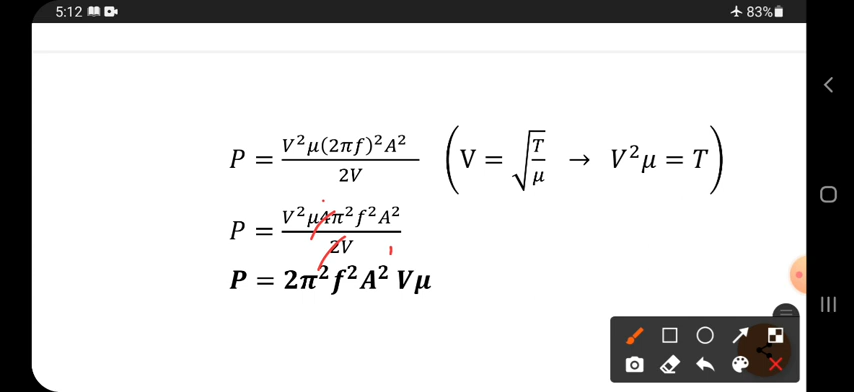 5:12 83%
P = V²μ(2πf)²A² / 2V (V = √(T/μ) → V²μ = T)
P = V²μ4π²f²A² / 2V
P = 2π²f²A² Vμ